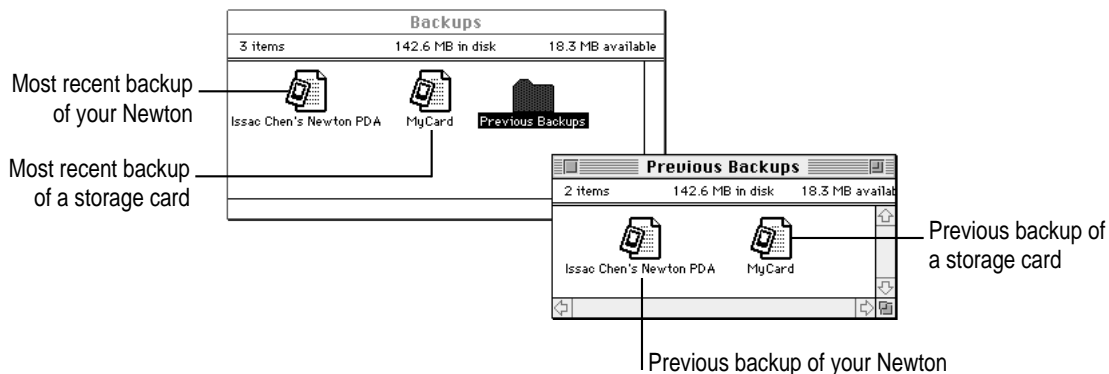 Backups
3 items 142.6 MB in disk 18.3 MB available
Most recent backup
of your Newton
Issac Chen's Newton PDA MyCard Previous Backups
Most recent backup
of a storage card
Previous Backups
2 items 142.6 MB in disk 18.3 MB availab
Previous backup of
a storage card
Issac Chen's Newton PDA MyCard
Previous backup of your Newton